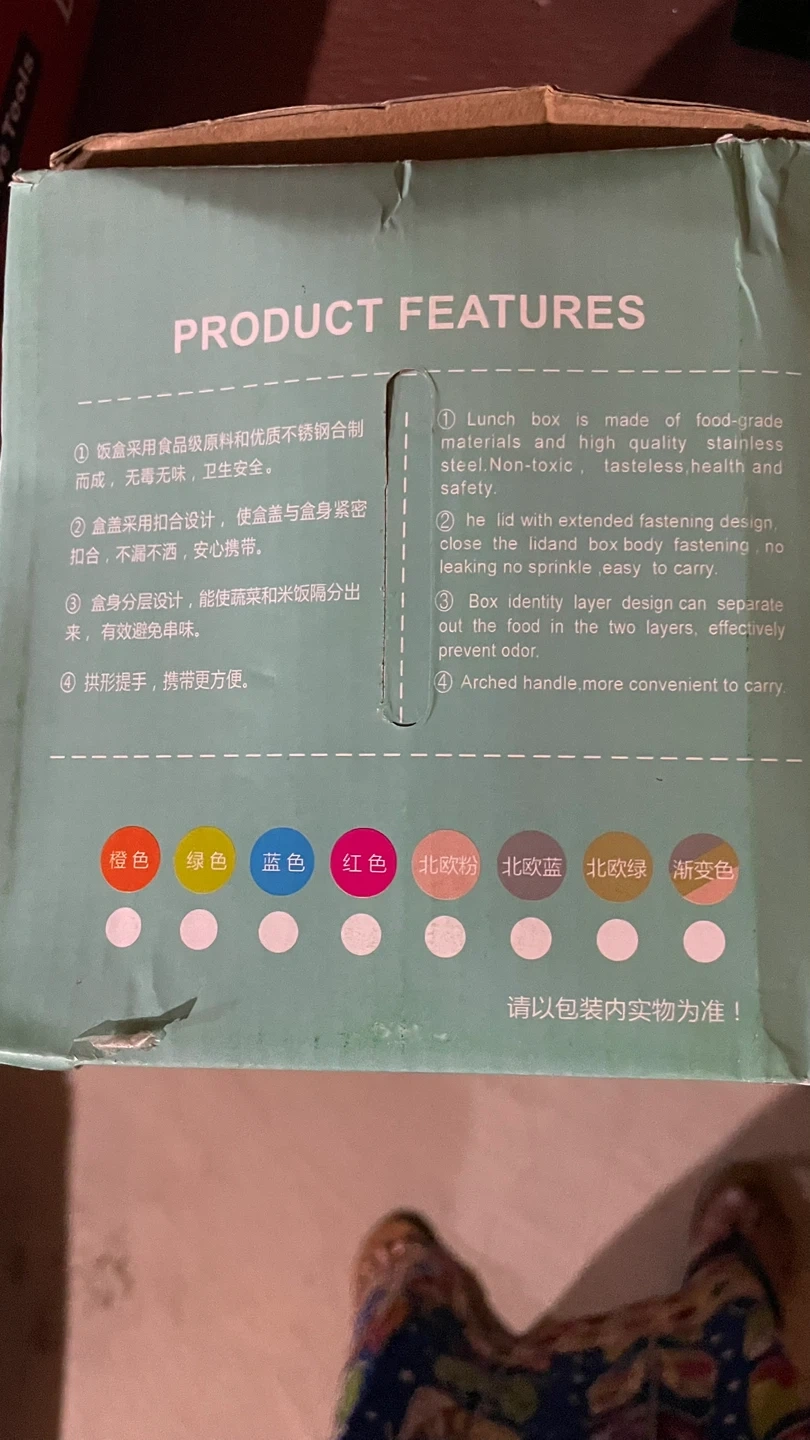 e Tools
PRODUCT FEATURES
① 饭盒采用食品级原料和优质不锈钢合制
而成，无毒无味，卫生安全。
② 盒盖采用扣合设计， 使盒盖与盒身紧密
扣合，不漏不洒，安心携带。
③ 盒身分层设计，能使蔬菜和米饭隔分出
来， 有效避免串味。
④ 拱形提手，携带更方便。
① Lunch box is made of food-grade
materials and high quality stainless
steel.Non-toxic , tasteless,health and
safety.
② he lid with extended fastening design,
close the lidand box body fastening , no
leaking no sprinkle ,easy to carry.
③ Box identity layer design can separate
out the food in the two layers, effectively
prevent odor.
④ Arched handle,more convenient to carry.
橙色 绿色 蓝色 红色 北欧粉 北欧蓝 北欧绿 渐变色
请以包装内实物为准！